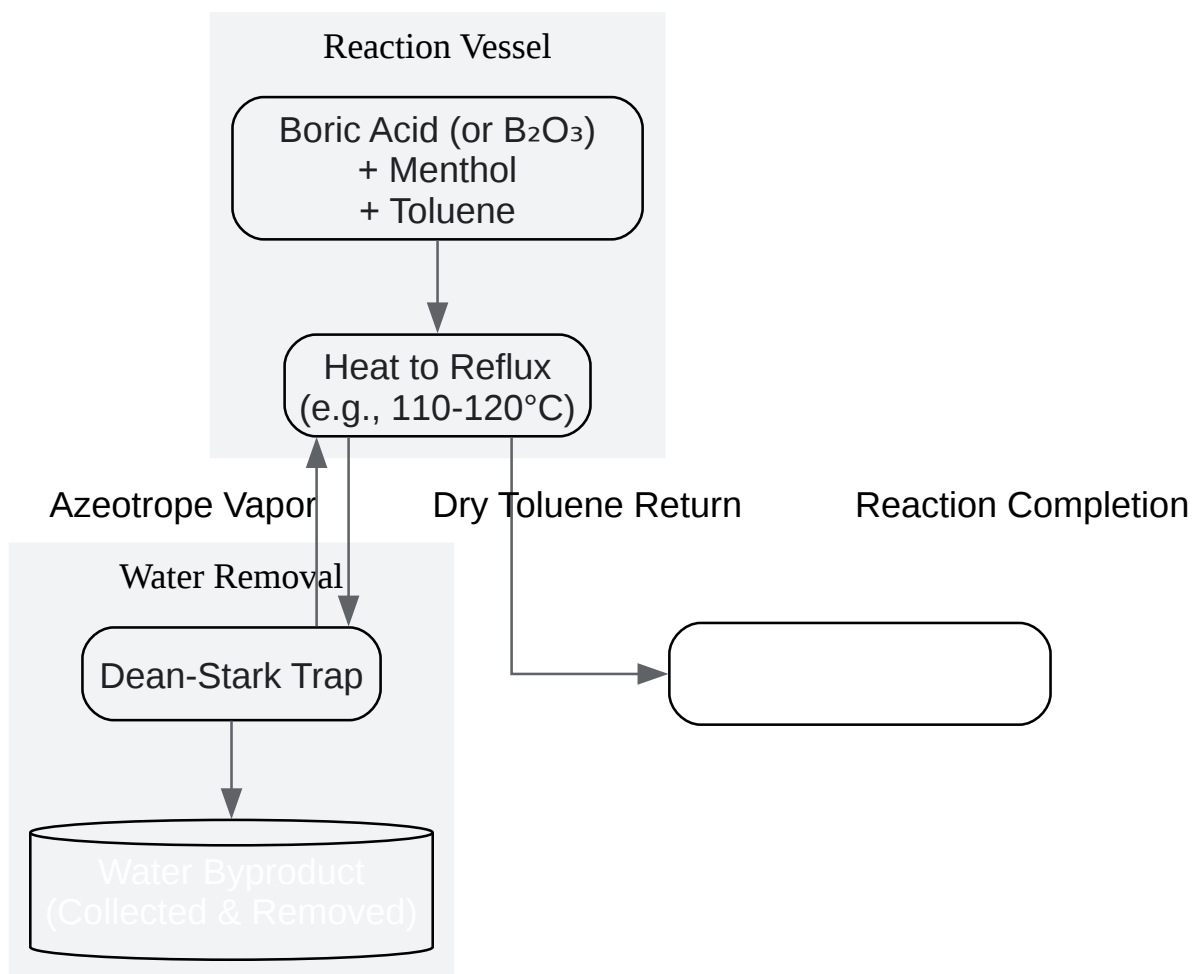 Reaction Vessel
Boric Acid (or B₂O₃)
+ Menthol
+ Toluene
Heat to Reflux
(e.g., 110-120°C)
Azeotrope Vapor
Dry Toluene Return
Reaction Completion
Water Removal
Dean-Stark Trap
Water Byproduct
(Collected & Removed)